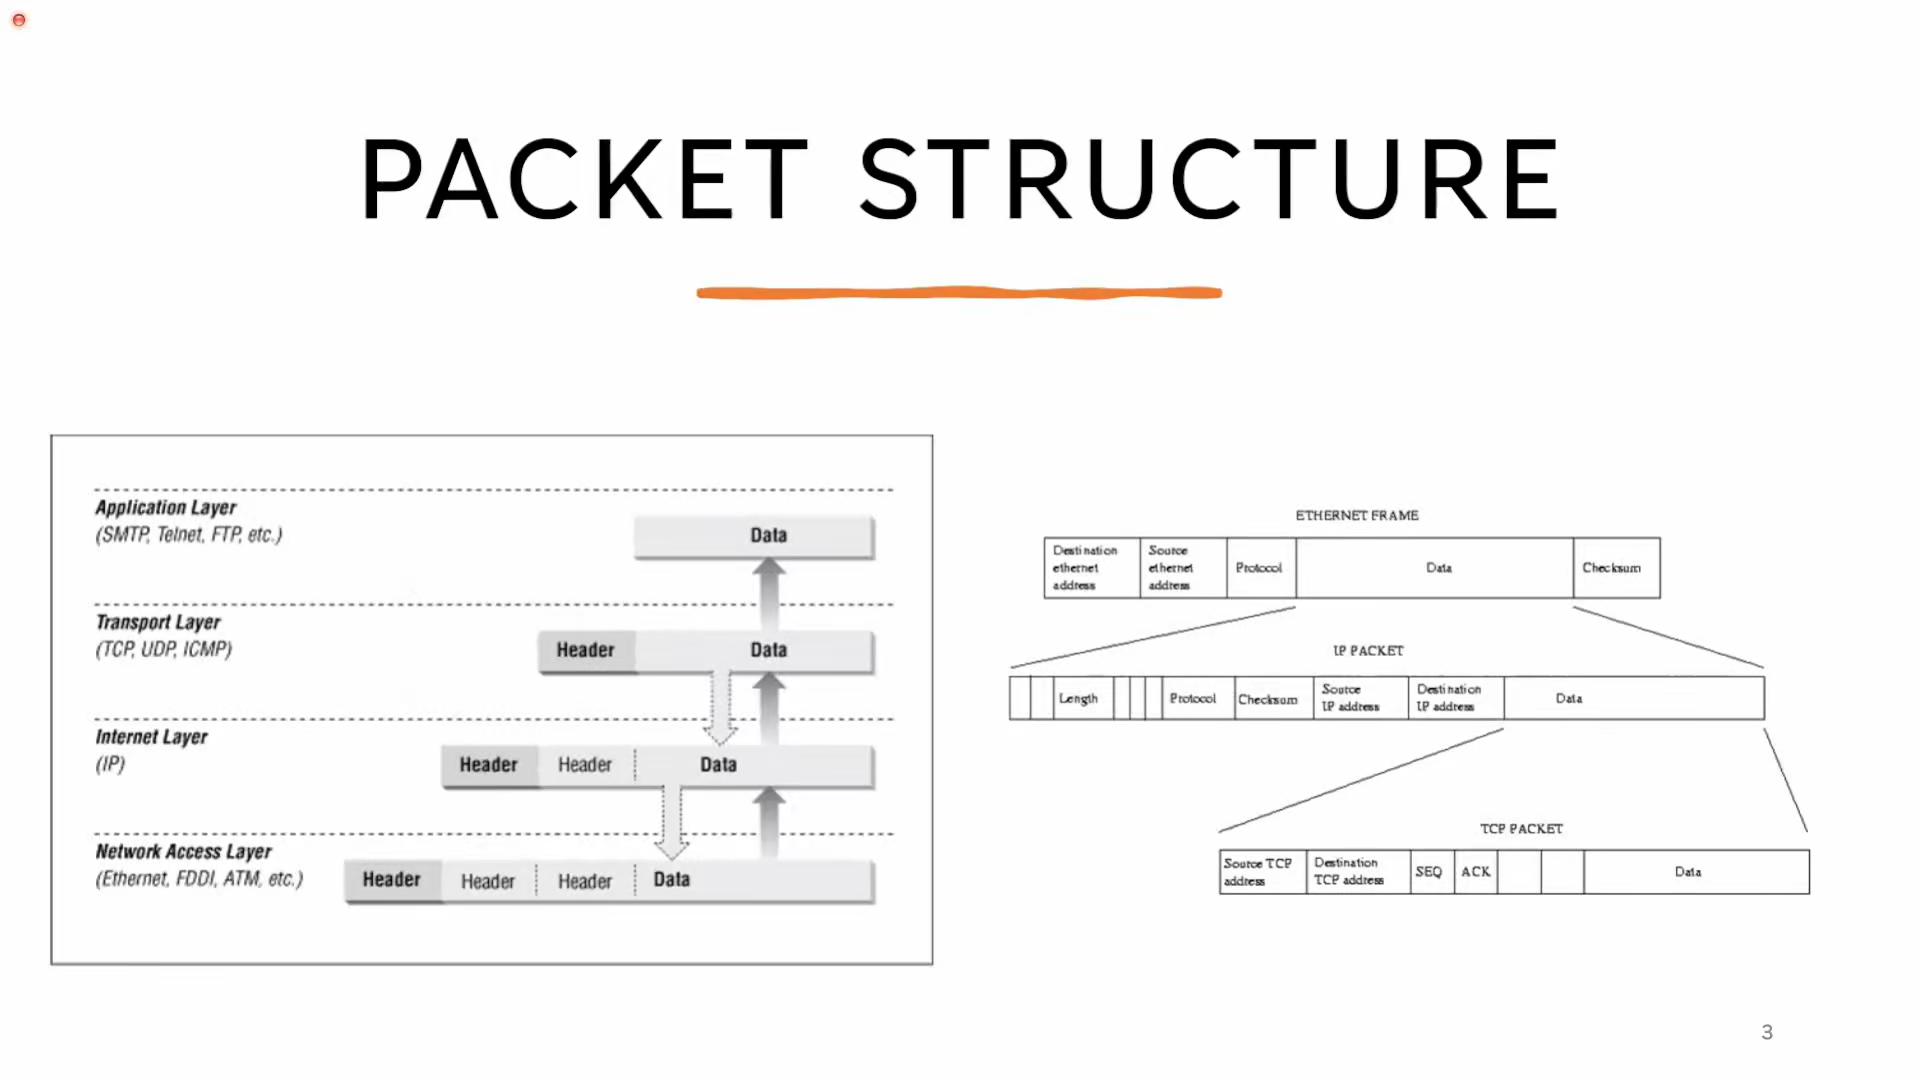 PACKET STRUCTURE
Application Layer
(SMTP, Telnet, FTP, etc.)
Data
Transport Layer
(TCP, UDP, ICMP)
Header Data
Internet Layer
(IP)
Header Header Data
Network Access Layer
(Ethernet, FDDI, ATM, etc.)
Header Header Header Data
ETHERNET FRAME
Destination
ethernet
address
Source
ethernet
address
Protocol
Data
Checksum
IP PACKET
Length
Protocol
Checksum
Source
IP address
Destination
IP address
Data
TCP PACKET
Source TCP
address
Destination
TCP address
SEQ
ACK
Data
3